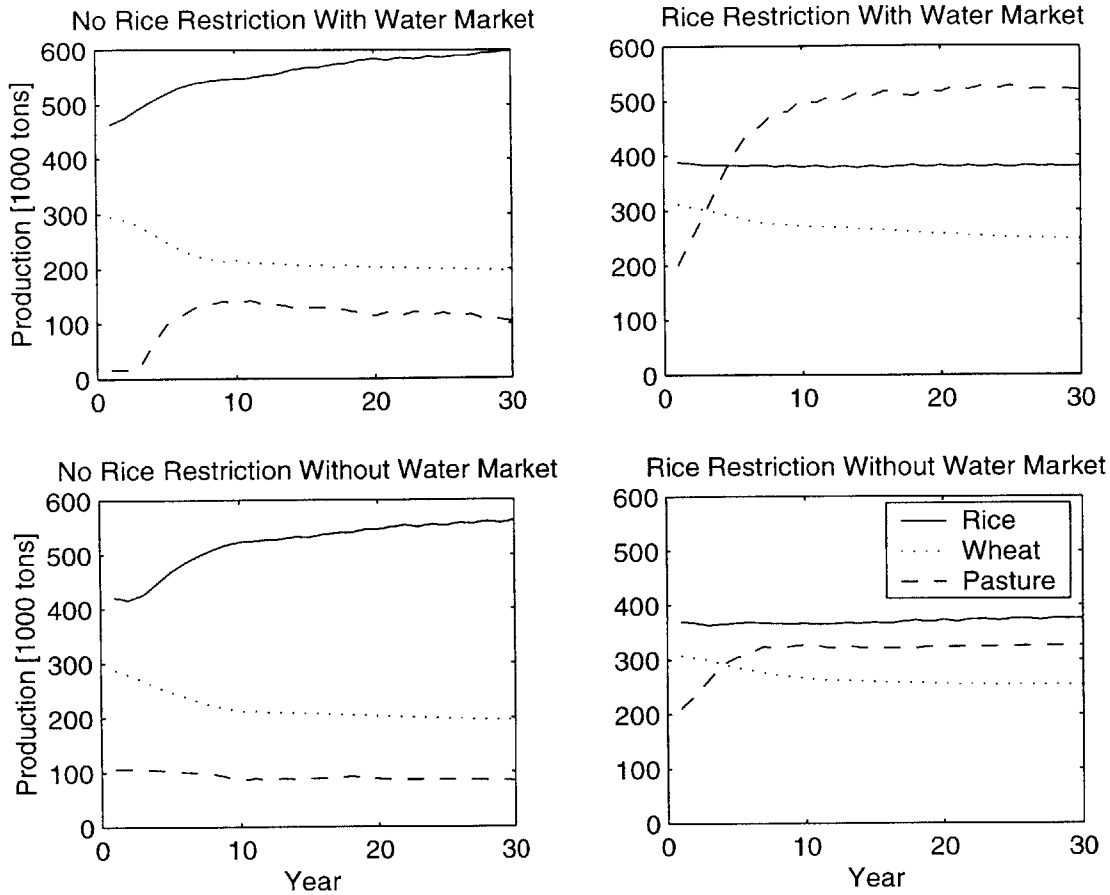 No Rice Restriction With Water Market
Production [1000 tons]
600
500
400
300
200
100
0
0 10 20 30
Rice Restriction With Water Market
600
500
400
300
200
100
0
0 10 20 30
No Rice Restriction Without Water Market
Production [1000 tons]
600
500
400
300
200
100
0
0 10 20 30
Year
Rice Restriction Without Water Market
600
500
400
300
200
100
0
Rice
Wheat
Pasture
0 10 20 30
Year